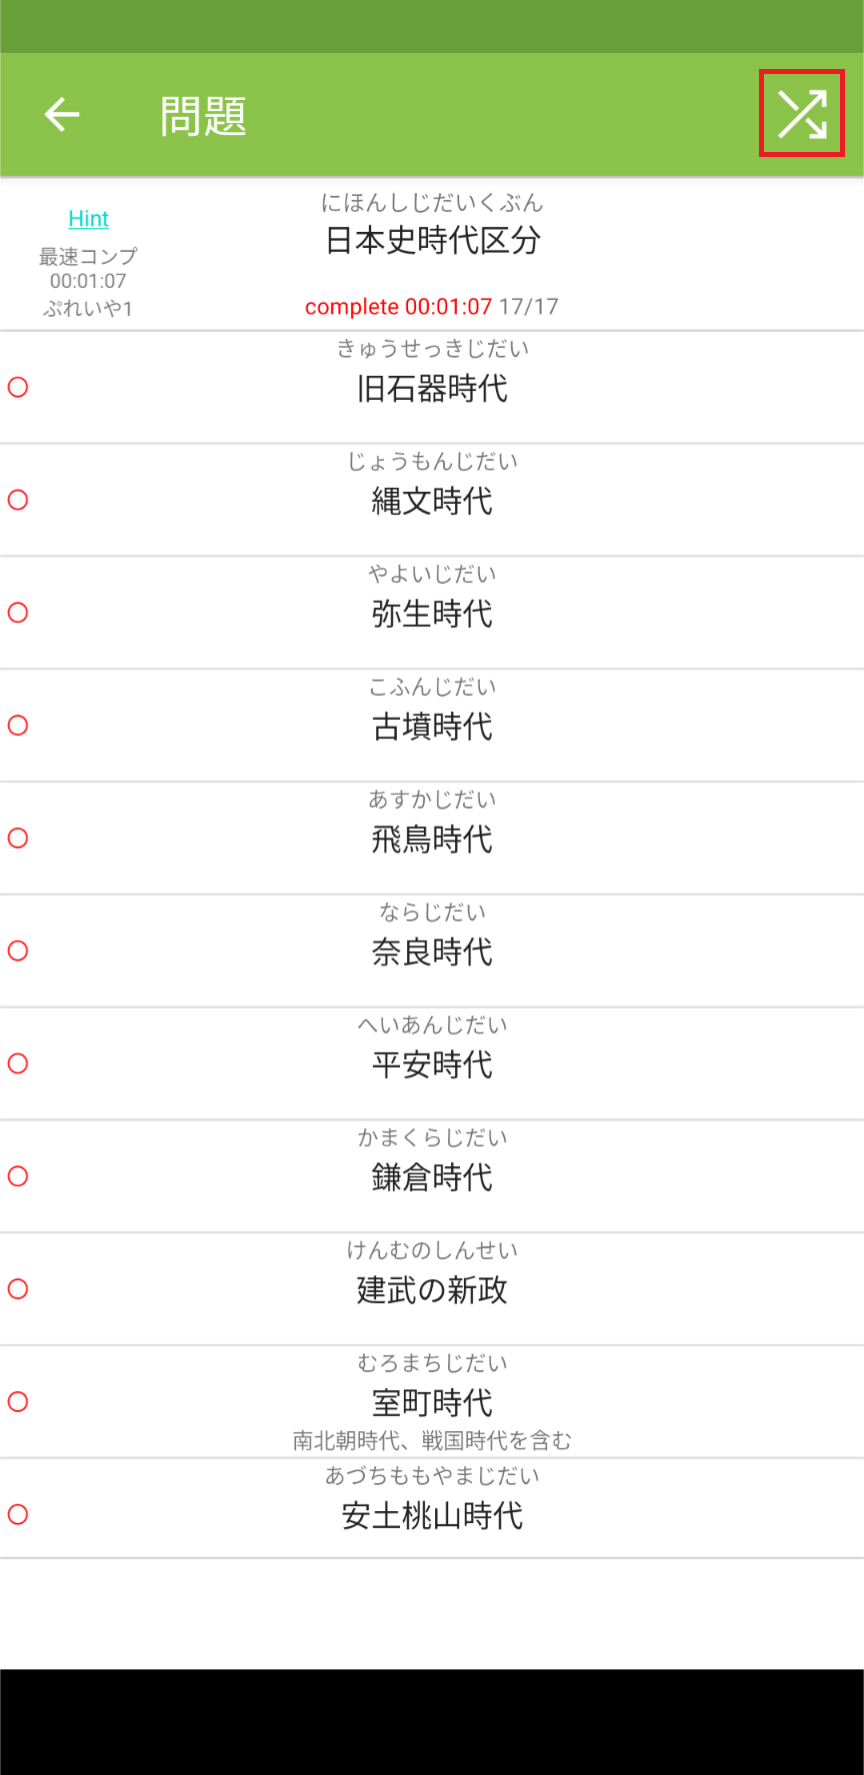 問題
Hint
最速コンプ
00:01:07
ぷれいや1
にほんしじだいくぶん
日本史時代区分
complete 00:01:07 17/17
きゅうせっきじだい
旧石器時代
じょうもんじだい
縄文時代
やよいじだい
弥生時代
こふんじだい
古墳時代
あすかじだい
飛鳥時代
ならじだい
奈良時代
へいあんじだい
平安時代
かまくらじだい
鎌倉時代
けんむのしんせい
建武の新政
むろまちじだい
室町時代
南北朝時代、戦国時代を含む
あづちももやまじだい
安土桃山時代